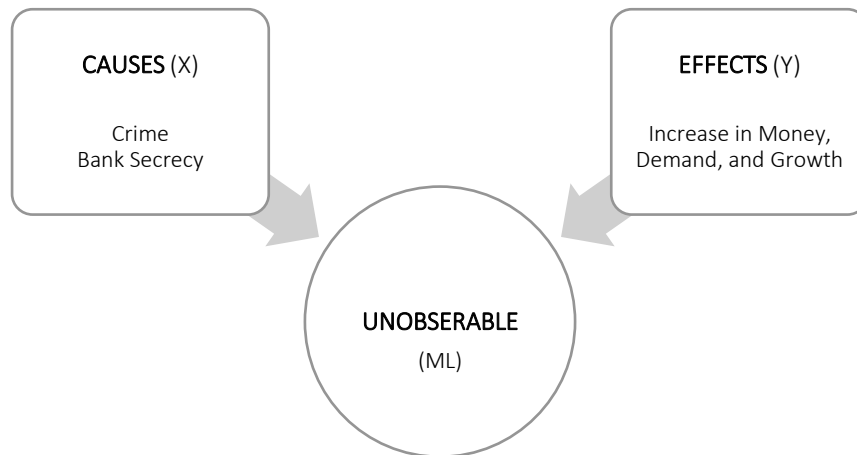 CAUSES (X)
Crime
Bank Secrecy
EFFECTS (Y)
Increase in Money,
Demand, and Growth
UNOBSERABLE
(ML)